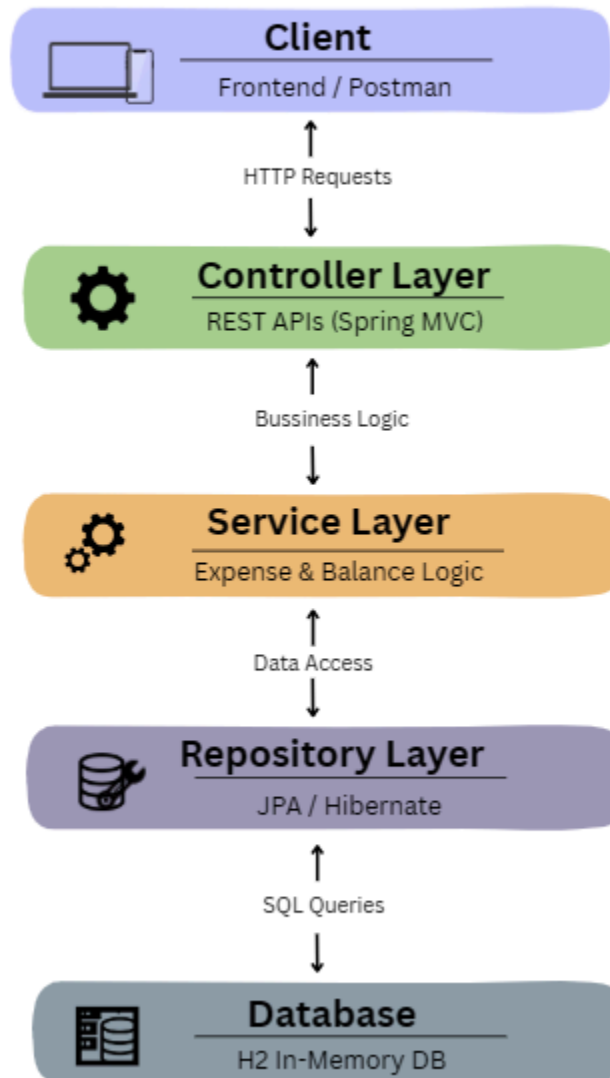 Client
Frontend / Postman
HTTP Requests
Controller Layer
REST APIs (Spring MVC)
Bussiness Logic
Service Layer
Expense & Balance Logic
Data Access
Repository Layer
JPA / Hibernate
SQL Queries
Database
H2 In-Memory DB